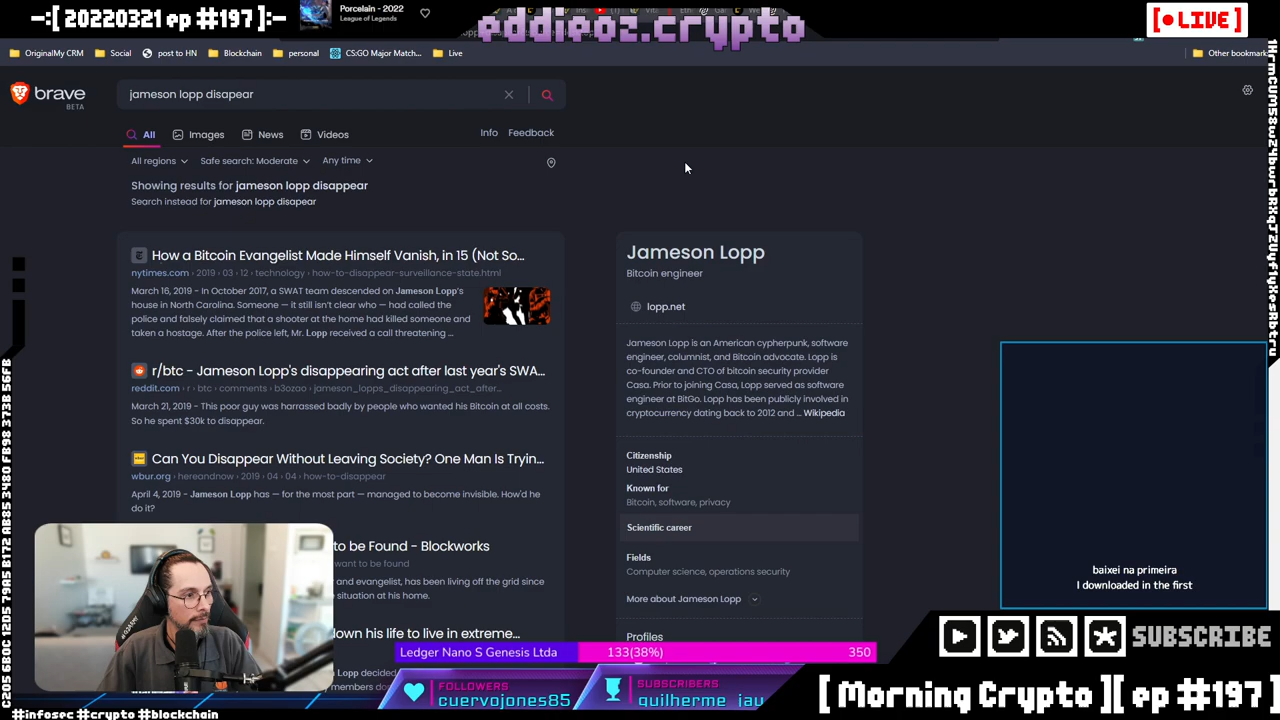 -:[ 20220321 ep #197]:-
Porcelain - 2022
League of Legends
eddieoz.crypto
[● LIVE]
OriginalMy CRM
Social
post to HN
Blockchain
personal
CS:GO Major Match...
Live
Other bookmark
brave
BETA
jameson lopp disapear
All
Images
News
Videos
Info
Feedback
All regions
Safe search: Moderate
Any time
Showing results for jameson lopp disappear
Search instead for jameson lopp disapear
How a Bitcoin Evangelist Made Himself Vanish, in 15 (Not So...
nytimes.com › 2019 › 03 › 12 › technology › how-to-disappear-surveillance-state.html
March 16, 2019 - In October 2017, a SWAT team descended on Jameson Lopp's
house in North Carolina. Someone — it still isn't clear who — had called the
police and falsely claimed that a shooter at the home had killed someone and
taken a hostage. After the police left, Mr. Lopp received a call threatening ...
r/btc - Jameson Lopp's disappearing act after last year's SWA...
reddit.com › r › btc › comments › b3ozao › jameson_lopps_disappearing_act_after...
March 21, 2019 - This poor guy was harassed badly by people who wanted his Bitcoin at all costs.
So he spent $30k to disappear.
Can You Disappear Without Leaving Society? One Man Is Tryin...
wbur.org › hereandnow › 2019 › 04 › 04 › how-to-disappear
April 4, 2019 - Jameson Lopp has — for the most part — managed to become invisible. How'd he
do it?
to be Found - Blockworks
want to be found
and evangelist, has been living off the grid since
situation at his home.
down his life to live in extreme...
Lopp decided
members do
Jameson Lopp
Bitcoin engineer
lopp.net
Jameson Lopp is an American cypherpunk, software
engineer, columnist, and Bitcoin advocate. Lopp is
co-founder and CTO of bitcoin security provider
Casa. Prior to joining Casa, Lopp served as software
engineer at BitGo. Lopp has been publicly involved in
cryptocurrency dating back to 2012 and ... Wikipedia
Citizenship
United States
Known for
Bitcoin, software, privacy
Scientific career
Fields
Computer science, operations security
More about Jameson Lopp
Profiles
baixei na primeira
I downloaded in the first
Ledger Nano S Genesis Ltda
133(38%)
350
FOLLOWERS
cuervojones85
SUBSCRIBERS
guilherme_jau
SUBSCRIBE
[ Morning Crypto ][ ep #197 ]
#infosec #crypto #blockchain